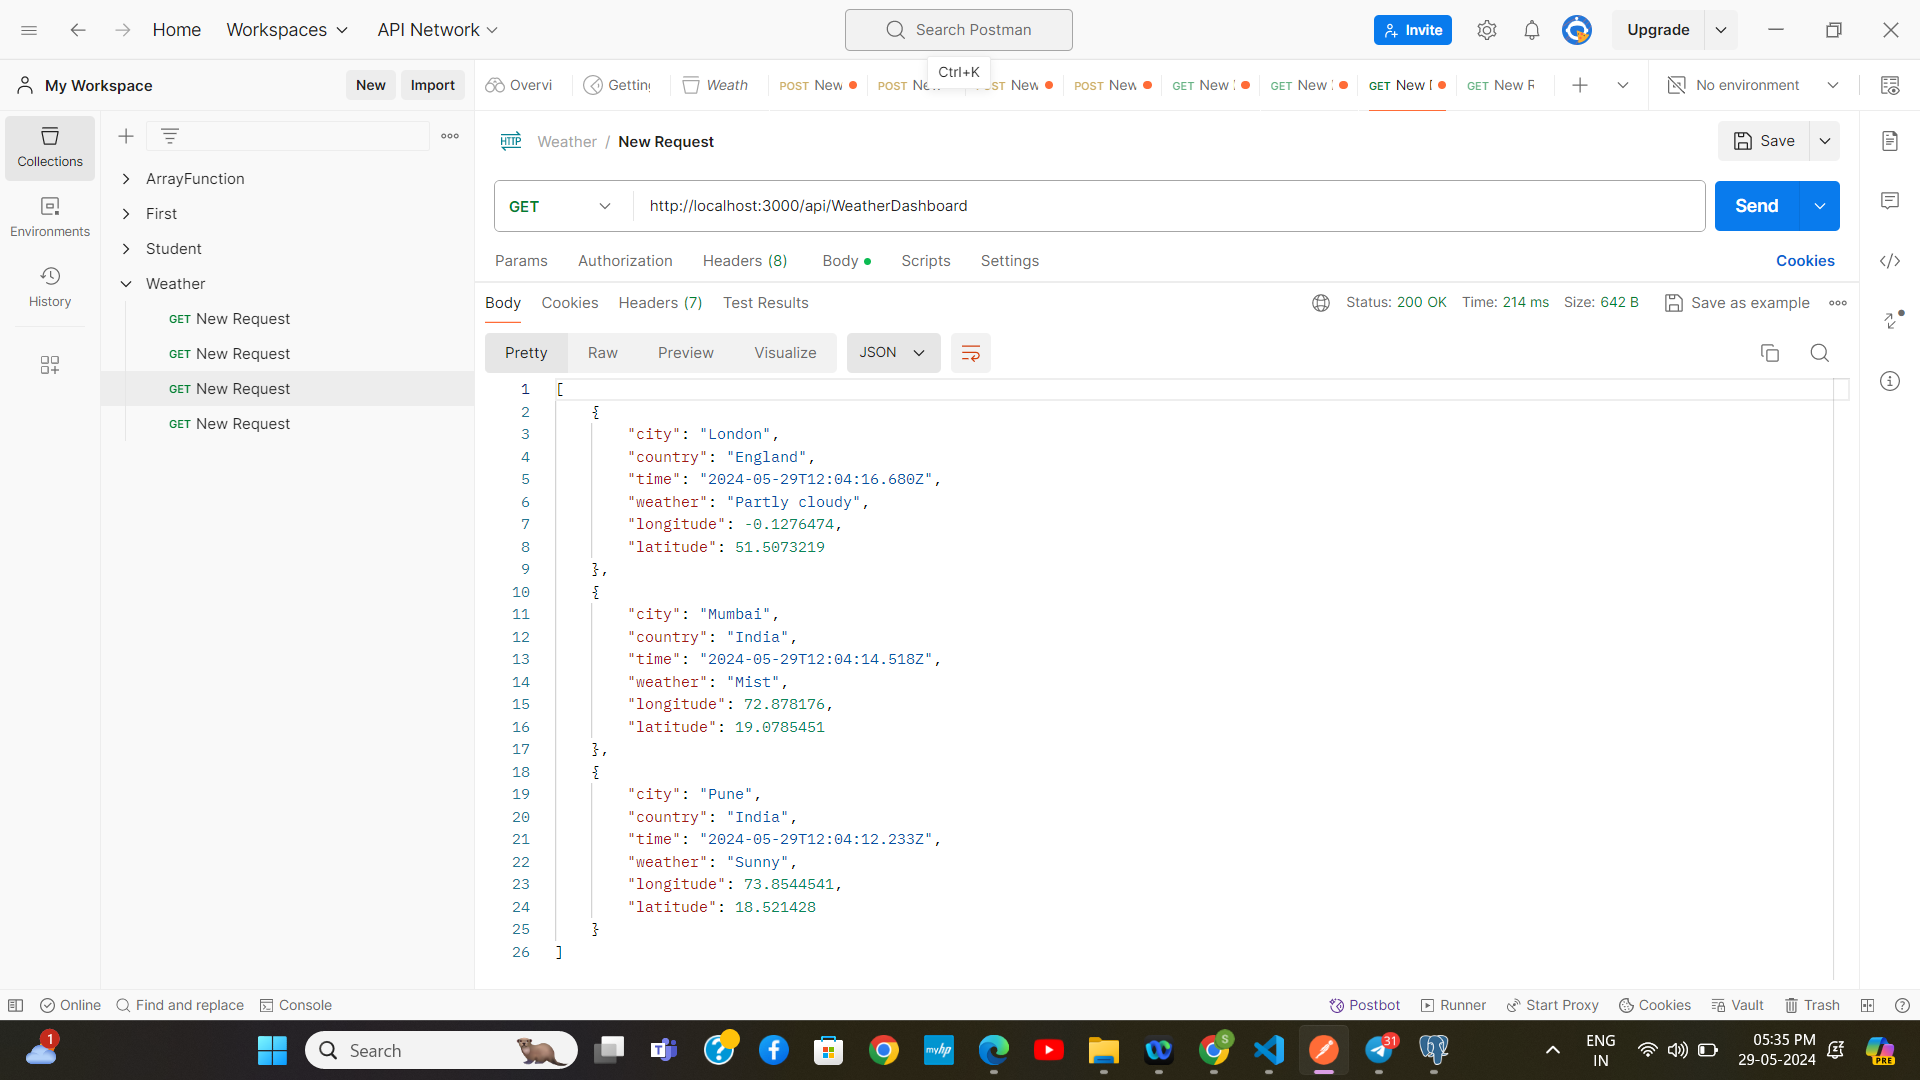 Home Workspaces API Network Search Postman Invite Upgrade
Ctrl+K
My Workspace New Import Overvi Getting Weath POST New POST New POST New POST New GET New GET New GET New GET New R No environment
Collections
Environments
History
ArrayFunction
First
Student
Weather
GET New Request
GET New Request
GET New Request
GET New Request
HTTP Weather / New Request Save
GET http://localhost:3000/api/WeatherDashboard Send
Params Authorization Headers (8) Body Scripts Settings Cookies
Body Cookies Headers (7) Test Results Status: 200 OK Time: 214 ms Size: 642 B Save as example
Pretty Raw Preview Visualize JSON
1 [
2 {
3 "city": "London",
4 "country": "England",
5 "time": "2024-05-29T12:04:16.680Z",
6 "weather": "Partly cloudy",
7 "longitude": -0.1276474,
8 "latitude": 51.5073219
9 },
10 {
11 "city": "Mumbai",
12 "country": "India",
13 "time": "2024-05-29T12:04:14.518Z",
14 "weather": "Mist",
15 "longitude": 72.878176,
16 "latitude": 19.0785451
17 },
18 {
19 "city": "Pune",
20 "country": "India",
21 "time": "2024-05-29T12:04:12.233Z",
22 "weather": "Sunny",
23 "longitude": 73.8544541,
24 "latitude": 18.521428
25 }
26 ]
Online Find and replace Console Postbot Runner Start Proxy Cookies Vault Trash
1 Search myhp S 31 ENG 05:35 PM
IN 29-05-2024 PRE